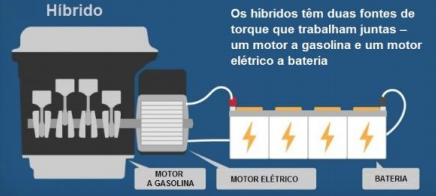 Híbrido
Os hibridos têm duas fontes de
torque que trabalham juntas –
um motor a gasolina e um motor
elétrico a bateria
MOTOR
A GASOLINA
MOTOR ELÉTRICO
BATERIA